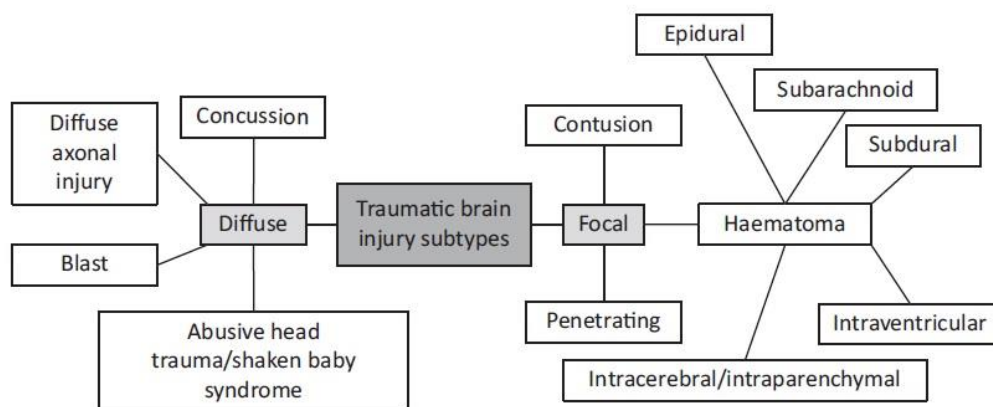 Epidural
Subarachnoid
Subdural
Diffuse
axonal
injury
Concussion
Contusion
Diffuse
Traumatic brain
injury subtypes
Focal
Haematoma
Blast
Penetrating
Intraventricular
Abusive head
trauma/shaken baby
syndrome
Intracerebral/intraparenchymal